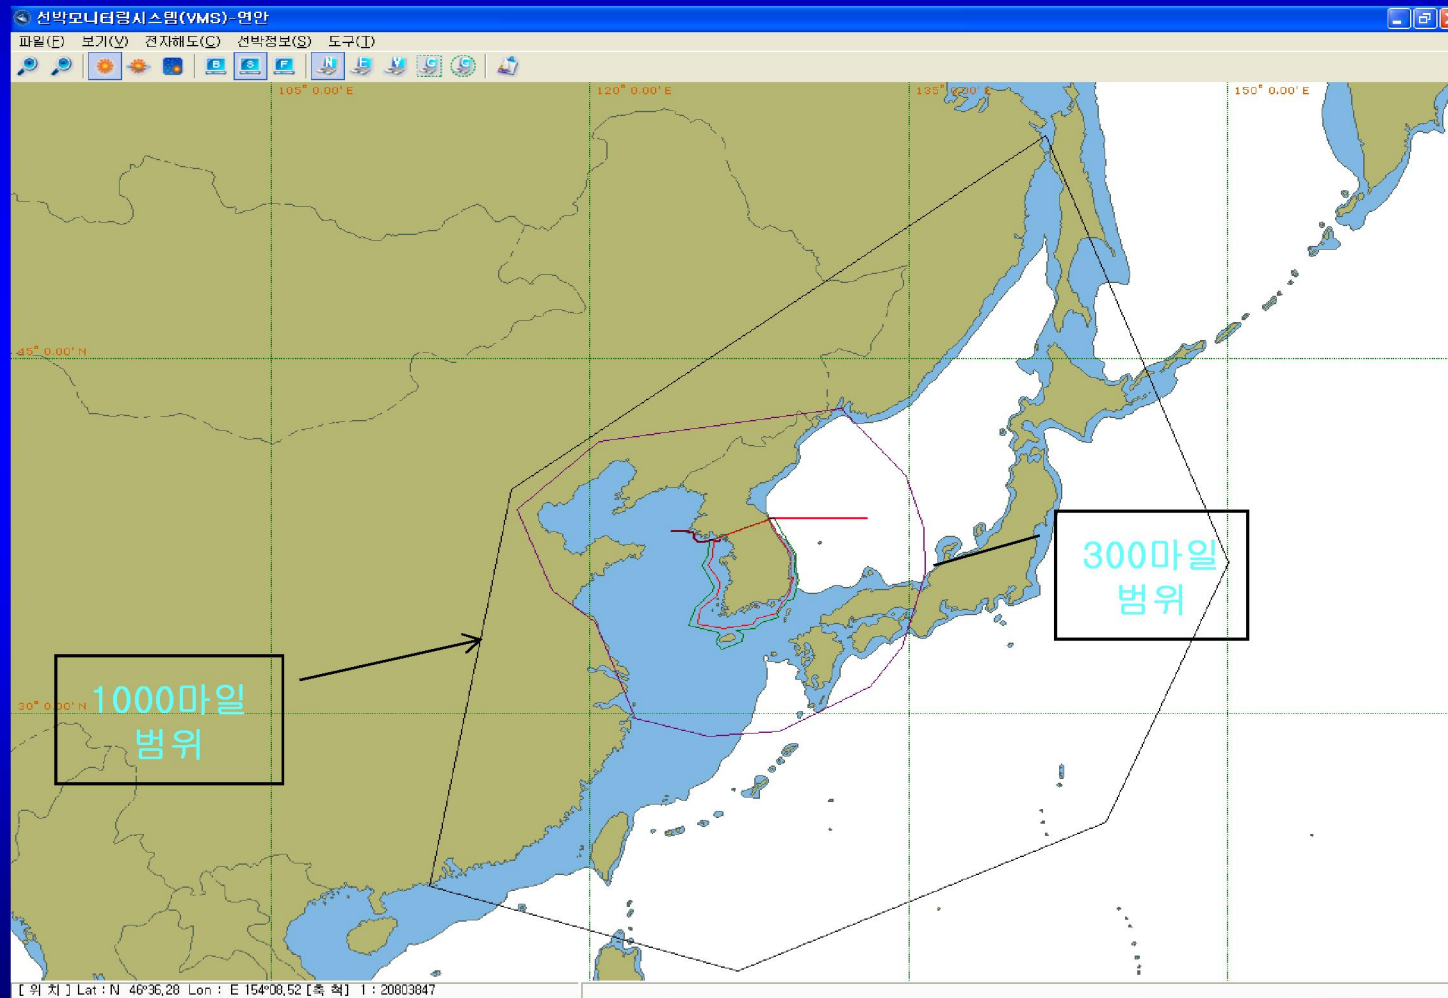 선박모니터링시스템(VMS)-연안
파일(F) 보기(V) 전자해도(C) 선박정보(S) 도구(T)
B S F N E V G G
105° 0.00' E 120° 0.00' E 135° 0.00' E 150° 0.00' E
45° 0.00' N
300마일
범위
1000마일
범위
30° 0.00' N
[ 위 치 ] Lat : N 46°36,28 Lon : E 154°08,52 [축 척] 1 : 20803847